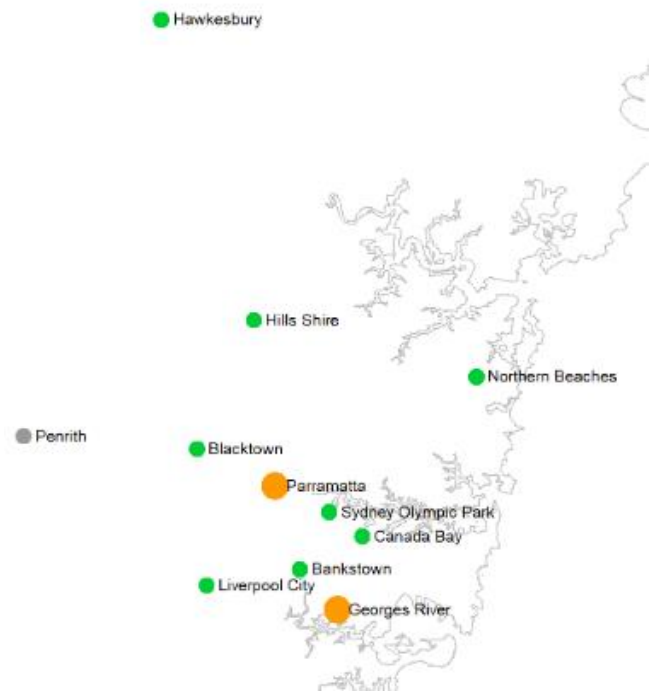 Hawkesbury
Hills Shire
Northern Beaches
Penrith
Blacktown
Parramatta
Sydney Olympic Park
Canada Bay
Bankstown
Liverpool City
Georges River